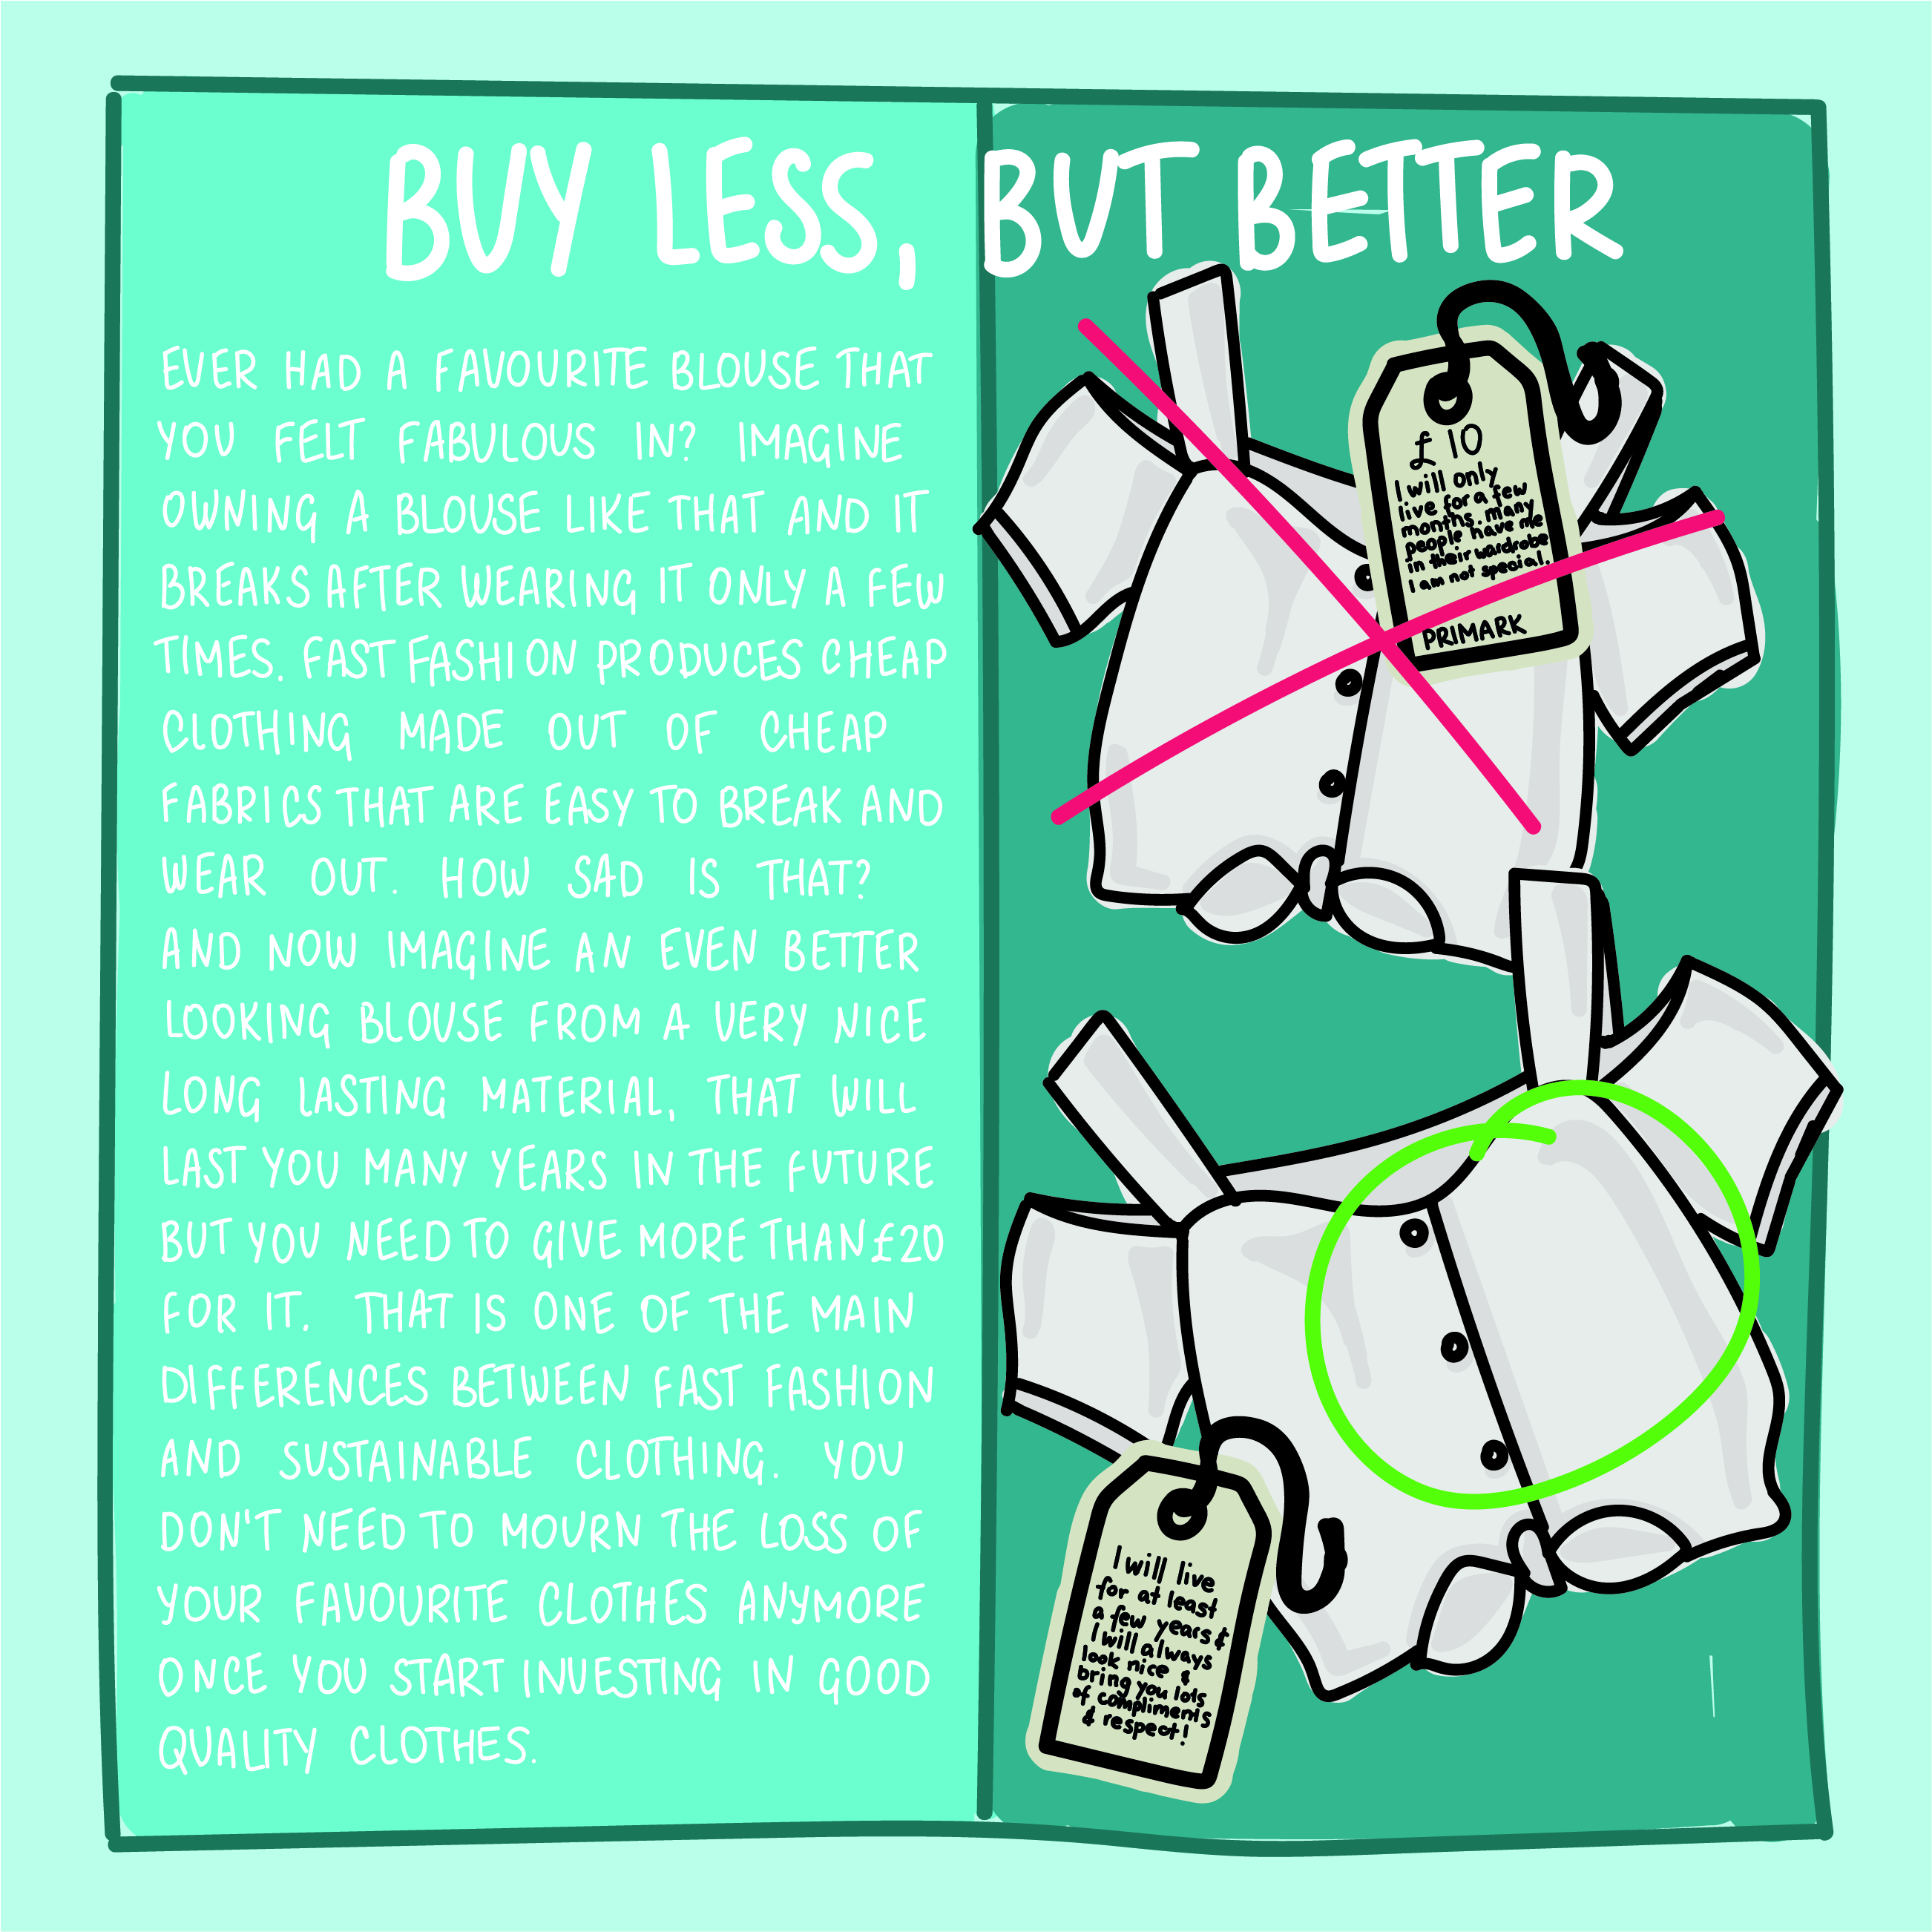 BUY LESS, BUT BETTER
EVER HAD A FAVOURITE BLOUSE THAT
YOU FELT FABULOUS IN? IMAGINE
OWNING A BLOUSE LIKE THAT AND IT
BREAKS AFTER WEARING IT ONLY A FEW
TIMES. FAST FASHION PRODUCES CHEAP
CLOTHING MADE OUT OF CHEAP
FABRICS THAT ARE EASY TO BREAK AND
WEAR OUT. HOW SAD IS THAT?
AND NOW IMAGINE AN EVEN BETTER
LOOKING BLOUSE FROM A VERY NICE
LONG LASTING MATERIAL, THAT WILL
LAST YOU MANY YEARS IN THE FUTURE
BUT YOU NEED TO GIVE MORE THAN £20
FOR IT. THAT IS ONE OF THE MAIN
DIFFERENCES BETWEEN FAST FASHION
AND SUSTAINABLE CLOTHING. YOU
DON'T NEED TO MOURN THE LOSS OF
YOUR FAVOURITE CLOTHES ANYMORE
ONCE YOU START INVESTING IN GOOD
QUALITY CLOTHES.
£10
I will only
live for a few
months. many
people have me
in their wardrobe
I am not special.
PRIMARK
I will live
for at least
a few years &
I will always
look nice &
bring you lots
of compliments
& respect!